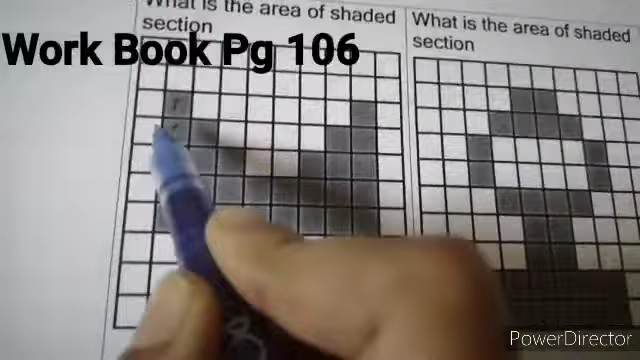 What is the area of shaded
section
What is the area of shaded
section
Work Book Pg 106
PowerDirector